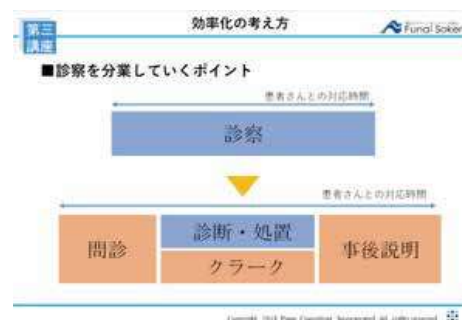 第三
講座
効率化の考え方
Funai Soken
■診察を分業していくポイント
患者さんとの対応時間
診察
患者さんとの対応時間
問診
診断・処置
クラーク
事後説明